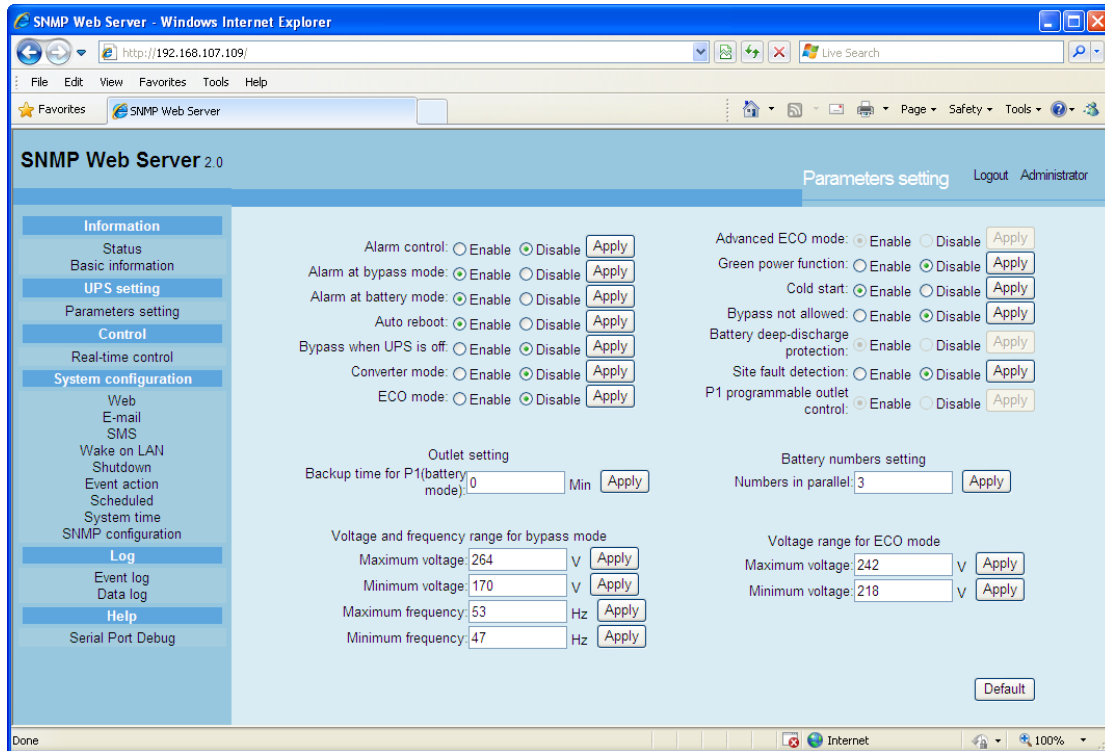 SNMP Web Server - Windows Internet Explorer
http://192.168.107.109/
Live Search
File Edit View Favorites Tools Help
Favorites SNMP Web Server Page Safety Tools
SNMP Web Server 2.0
Parameters setting Logout Administrator
Information
Status
Basic information
UPS setting
Parameters setting
Control
Real-time control
System configuration
Web
E-mail
SMS
Wake on LAN
Shutdown
Event action
Scheduled
System time
SNMP configuration
Log
Event log
Data log
Help
Serial Port Debug
Alarm control: Enable Disable Apply
Alarm at bypass mode: Enable Disable Apply
Alarm at battery mode: Enable Disable Apply
Auto reboot: Enable Disable Apply
Bypass when UPS is off: Enable Disable Apply
Converter mode: Enable Disable Apply
ECO mode: Enable Disable Apply
Advanced ECO mode: Enable Disable Apply
Green power function: Enable Disable Apply
Cold start: Enable Disable Apply
Bypass not allowed: Enable Disable Apply
Battery deep-discharge
protection: Enable Disable Apply
Site fault detection: Enable Disable Apply
P1 programmable outlet
control: Enable Disable Apply
Outlet setting
Backup time for P1(battery
mode): 0 Min Apply
Battery numbers setting
Numbers in parallel: 3 Apply
Voltage and frequency range for bypass mode
Maximum voltage: 264 V Apply
Minimum voltage: 170 V Apply
Maximum frequency: 53 Hz Apply
Minimum frequency: 47 Hz Apply
Voltage range for ECO mode
Maximum voltage: 242 V Apply
Minimum voltage: 218 V Apply
Default
Done Internet 100%